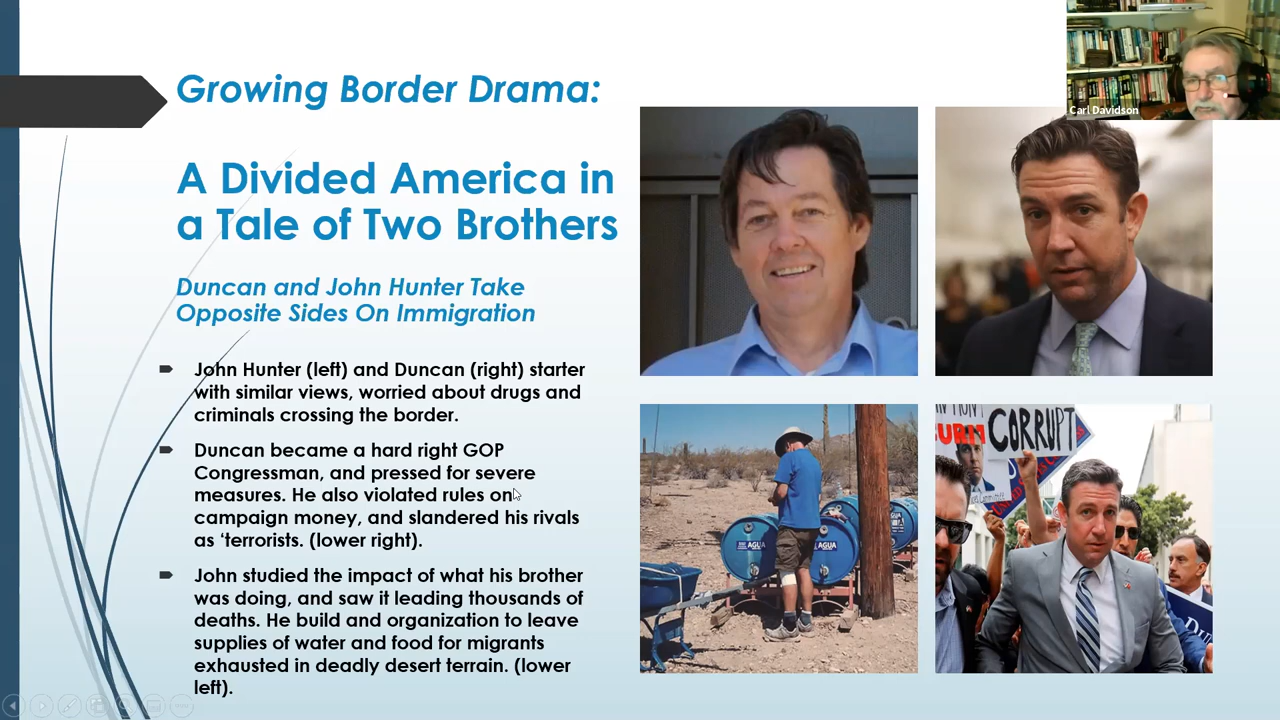 Growing Border Drama:
A Divided America in
a Tale of Two Brothers
Duncan and John Hunter Take
Opposite Sides On Immigration
John Hunter (left) and Duncan (right) starter
with similar views, worried about drugs and
criminals crossing the border.
Duncan became a hard right GOP
Congressman, and pressed for severe
measures. He also violated rules on
campaign money, and slandered his rivals
as ‘terrorists. (lower right).
John studied the impact of what his brother
was doing, and saw it leading thousands of
deaths. He build and organization to leave
supplies of water and food for migrants
exhausted in deadly desert terrain. (lower
left).
Carl Davidson
AGUA
AGUA
CORRUPT